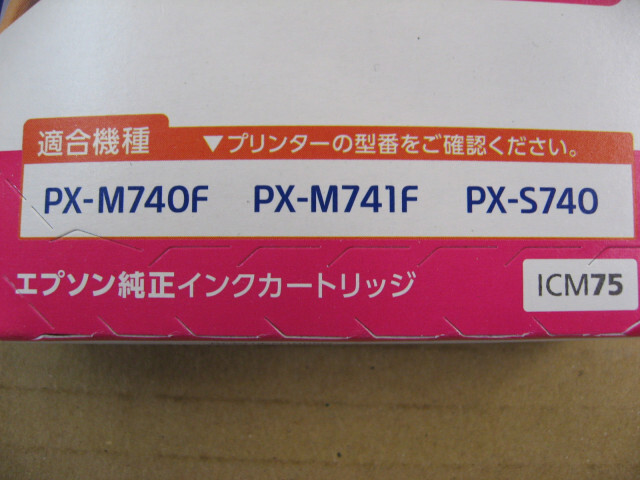 適合機種 ▼プリンターの型番をご確認ください。
PX-M740F PX-M741F PX-S740
エプソン純正インクカートリッジ ICM75